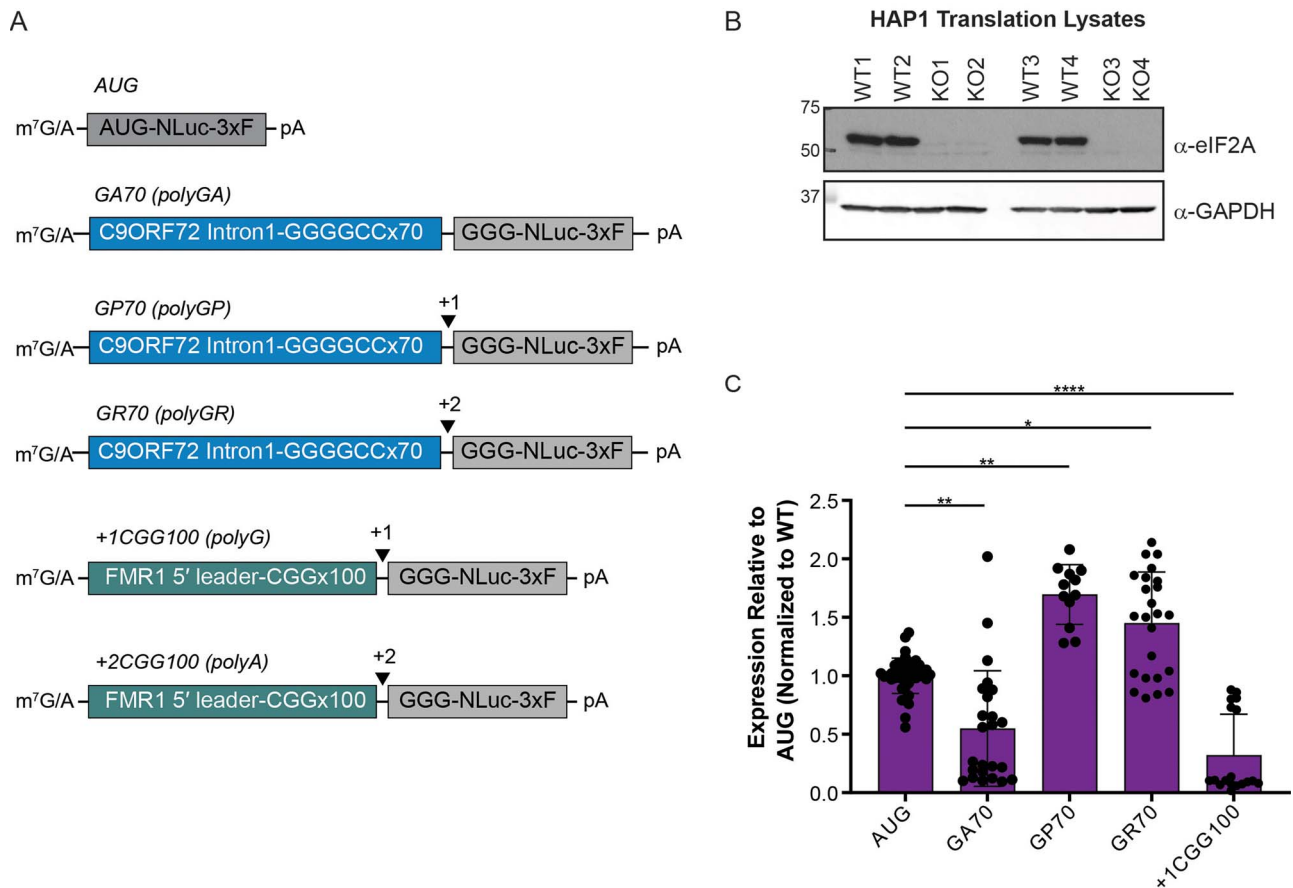 A
AUG
m⁷G/A
AUG-NLuc-3xF
pA
GA70 (polyGA)
m⁷G/A
C9ORF72 Intron1-GGGGCCx70
GGG-NLuc-3xF
pA
GP70 (polyGP)
+1
m⁷G/A
C9ORF72 Intron1-GGGGCCx70
GGG-NLuc-3xF
pA
GR70 (polyGR)
+2
m⁷G/A
C9ORF72 Intron1-GGGGCCx70
GGG-NLuc-3xF
pA
+1CGG100 (polyG)
+1
m⁷G/A
FMR1 5′ leader-CGGx100
GGG-NLuc-3xF
pA
+2CGG100 (polyA)
+2
m⁷G/A
FMR1 5′ leader-CGGx100
GGG-NLuc-3xF
pA
B
HAP1 Translation Lysates
WT1 WT2 KO1 KO2 WT3 WT4 KO3 KO4
75
50
α-eIF2A
37
α-GAPDH
C
****
*
**
**
Expression Relative to
AUG (Normalized to WT)
2.5
2.0
1.5
1.0
0.5
0.0
AUG
GA70
GP70
GR70
+1CGG100